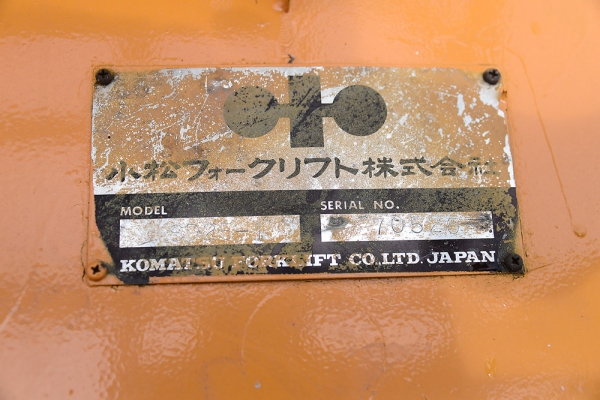 小松フォークリフト株式会社
MODEL SERIAL NO.
KOMATSU FORKLIFT CO., LTD. JAPAN